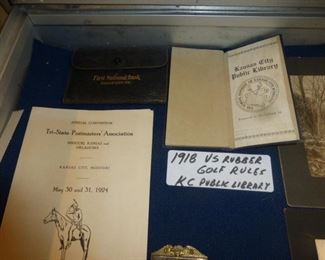 First National Bank
Kansas City
Public Library
ANNUAL CONVENTION
Tri-State Postmasters' Association
MISSOURI, KANSAS AND
OKLAHOMA
KANSAS CITY, MISSOURI
May 30 and 31, 1924
1918 US RUBBER
GOLF RULES
KC PUBLIC LIBRARY